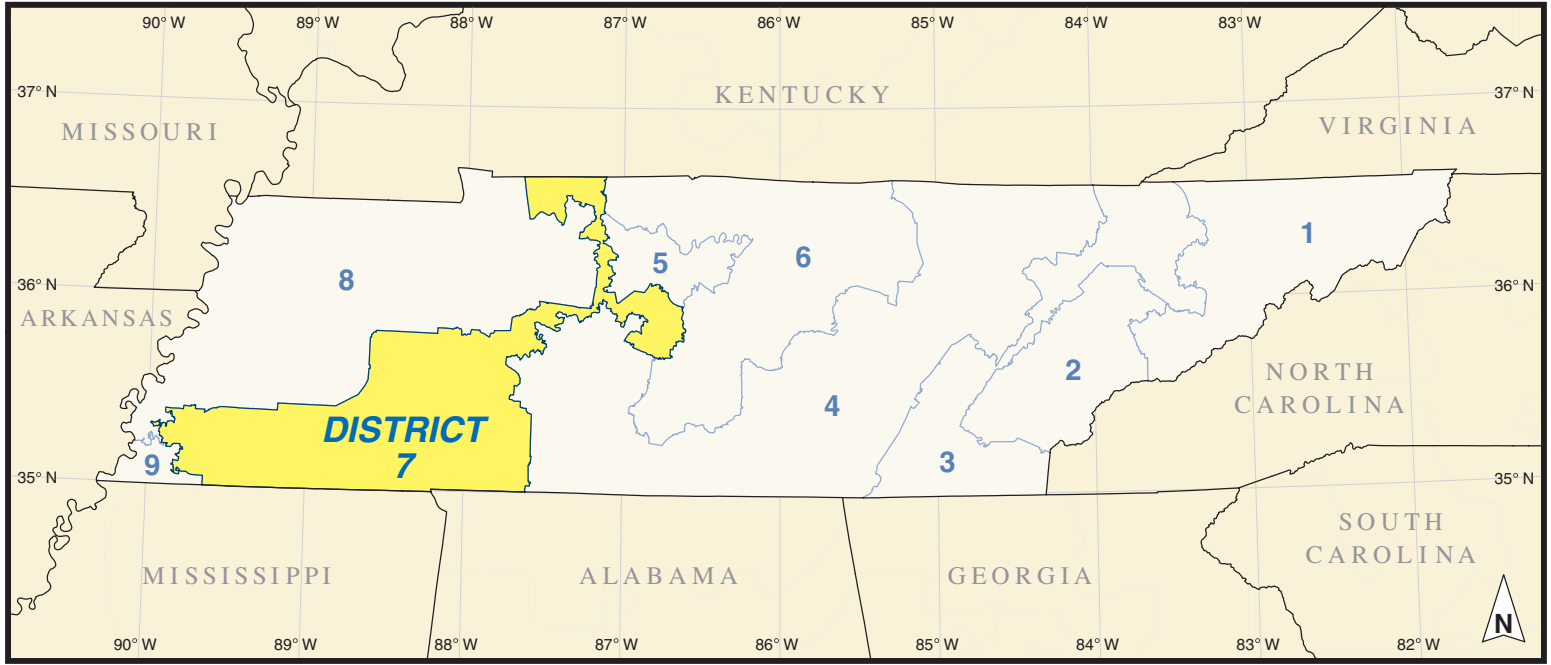 90° W 89° W 88° W 87° W 86° W 85° W 84° W 83° W
37° N 37° N
KENTUCKY
MISSOURI VIRGINIA
1
5 6
8
36° N 36° N
ARKANSAS
2
NORTH
CAROLINA
4
DISTRICT
7
9 3
35° N 35° N
SOUTH
CAROLINA
MISSISSIPPI ALABAMA GEORGIA
N
90° W 89° W 88° W 87° W 86° W 85° W 84° W 83° W 82° W